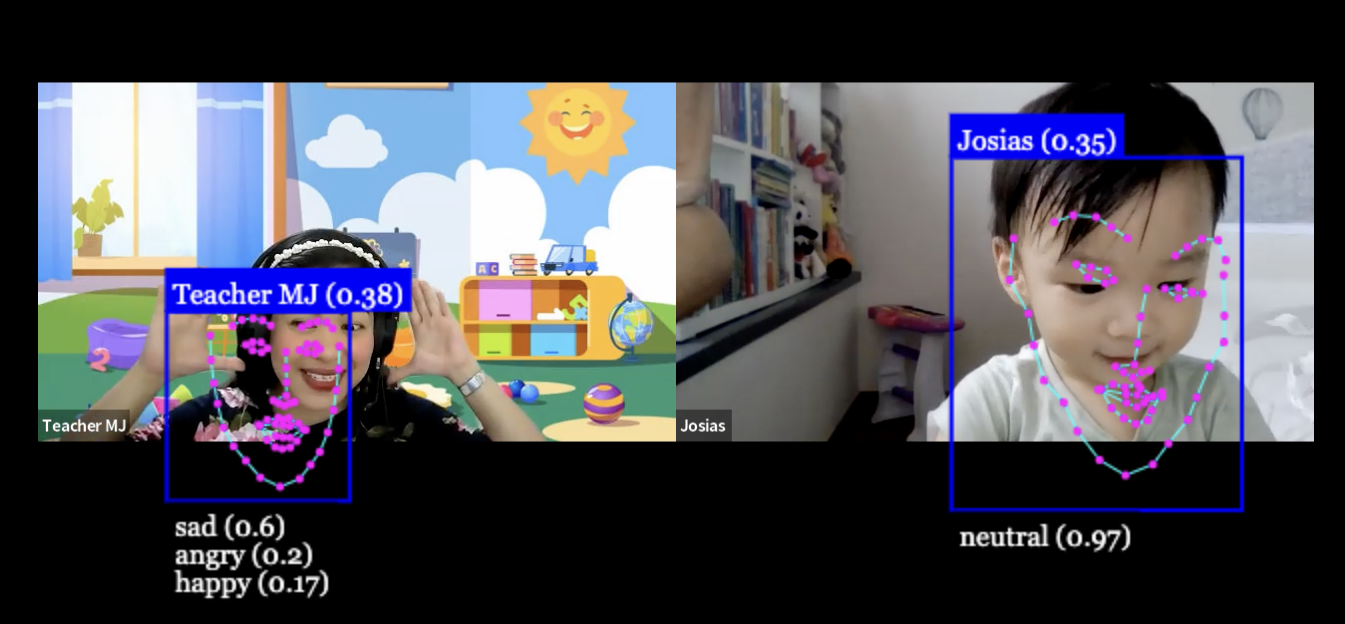 Teacher MJ (0.38)
Josias (0.35)
A C
2
Teacher MJ
Josias
sad (0.6)
angry (0.2)
happy (0.17)
neutral (0.97)